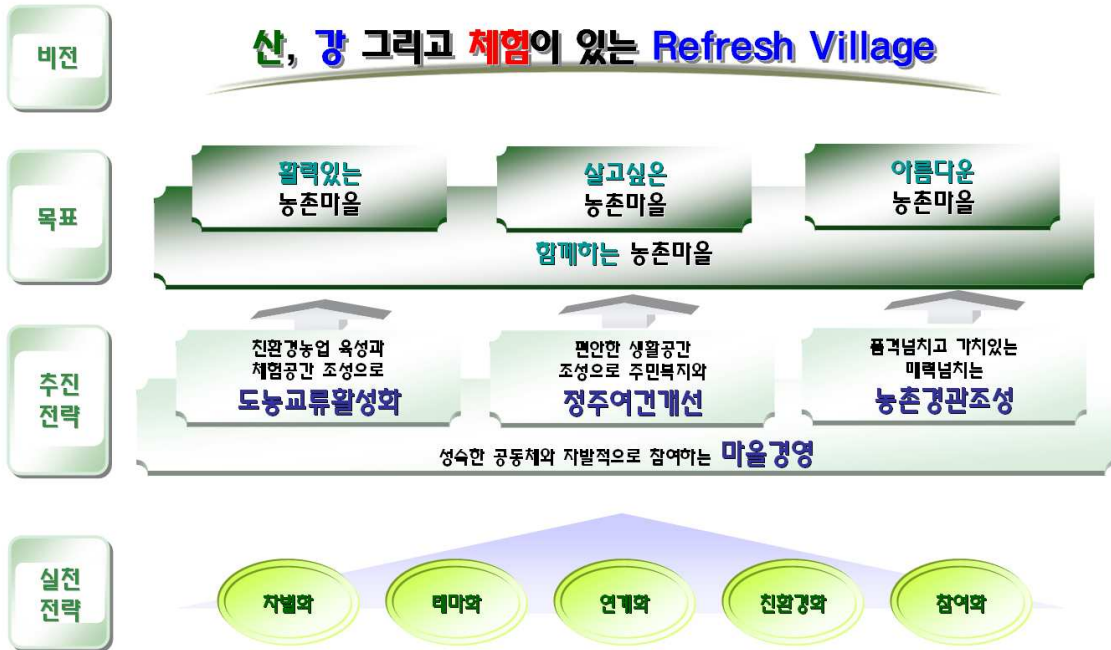 비전
산, 강 그리고 체험이 있는 Refresh Village
목표
활력있는
농촌마을
살고싶은
농촌마을
아름다운
농촌마을
함께하는 농촌마을
추진
전략
친환경농업 육성과
체험공간 조성으로
도농교류활성화
편안한 생활공간
조성으로 주민복지와
정주여건개선
품격넘치고 가치있는
매력넘치는
농촌경관조성
성숙한 공동체와 자발적으로 참여하는 마을경영
실천
전략
차별화
테마화
연계화
친환경화
참여화